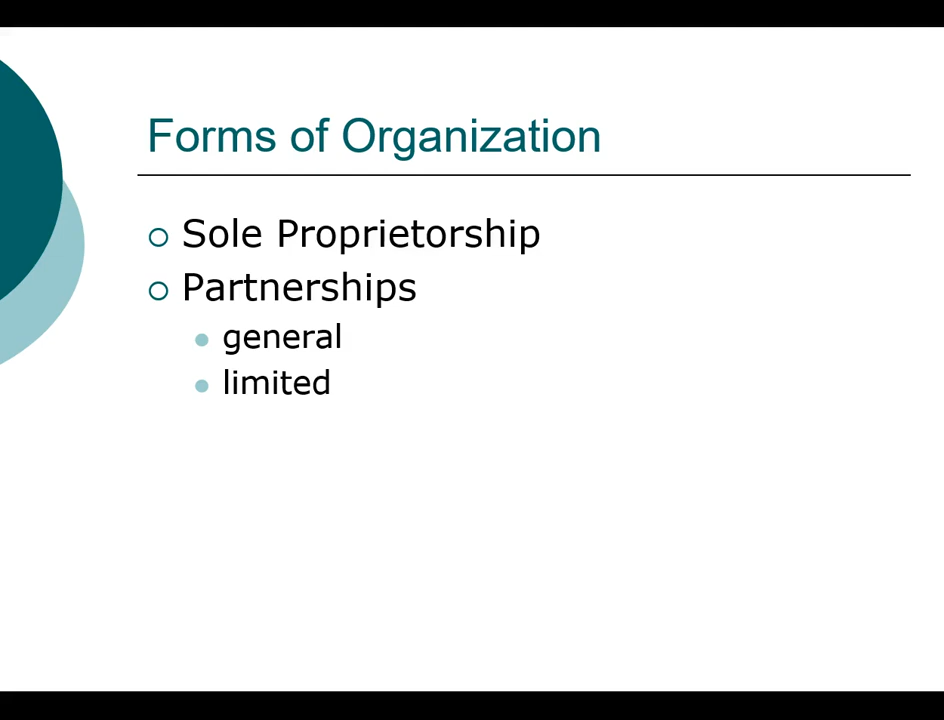 Forms of Organization
Sole Proprietorship
Partnerships
general
limited